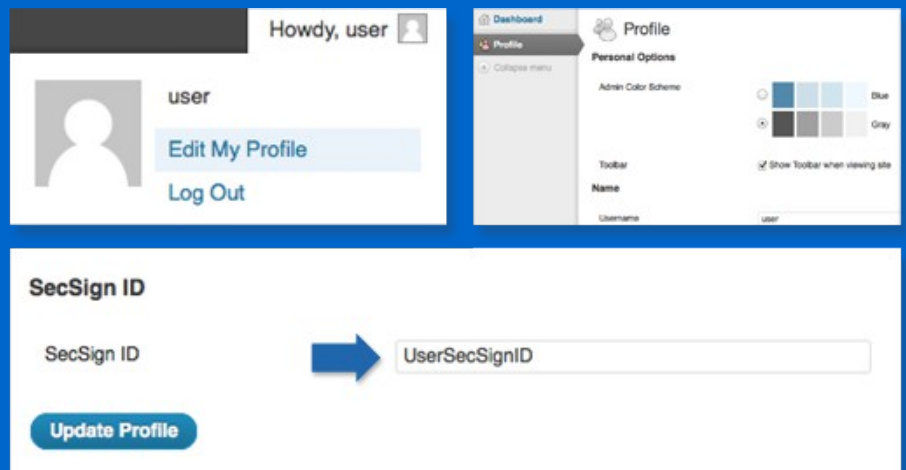 Howdy, user
user
Edit My Profile
Log Out
Dashboard
Profile
Collapse menu
Profile
Personal Options
Admin Color Scheme
Blue
Gray
Toolbar
Show Toolbar when viewing site
Name
Username
user
SecSign ID
SecSign ID
UserSecSignID
Update Profile